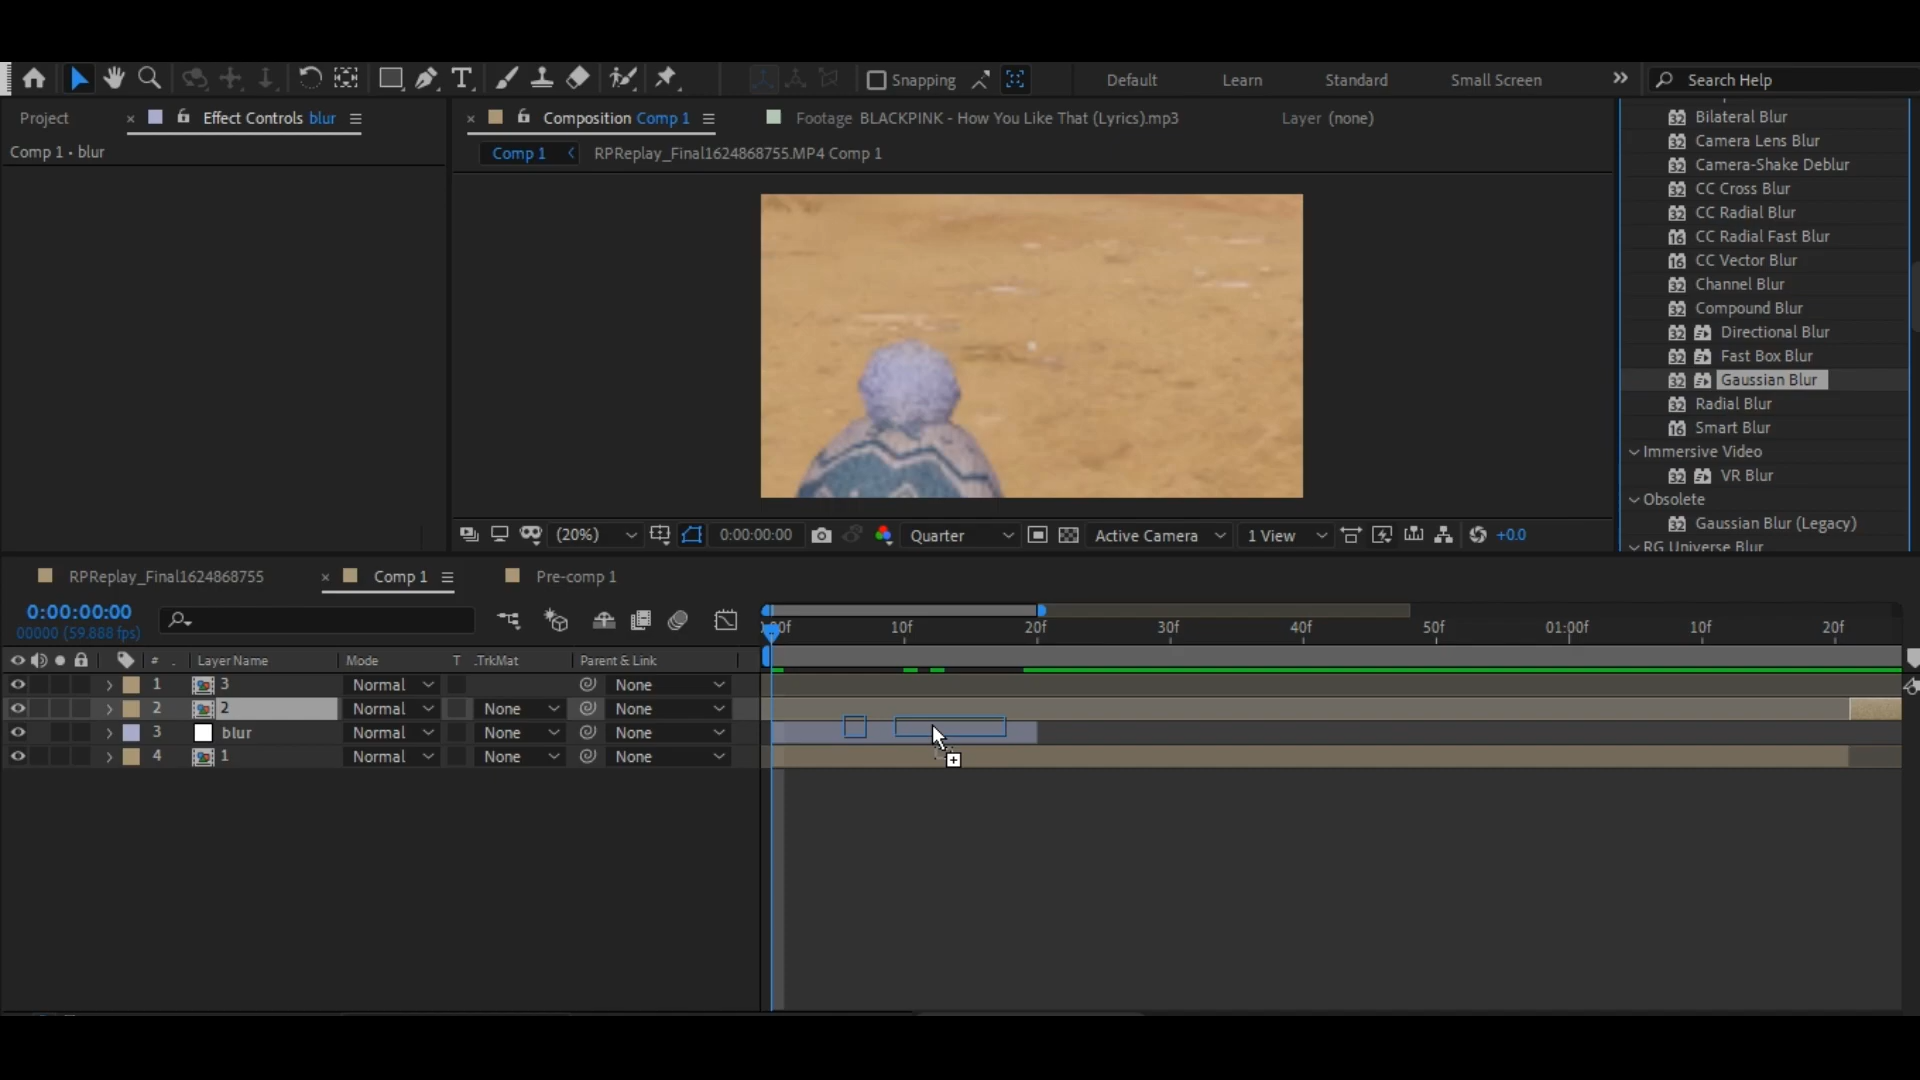 Snapping
Default
Learn
Standard
Small Screen
Search Help
Project
Effect Controls blur
Composition Comp 1
Footage BLACKPINK - How You Like That (Lyrics).mp3
Layer (none)
Comp 1 • blur
Comp 1
RPReplay_Final1624868755.MP4 Comp 1
Bilateral Blur
Camera Lens Blur
Camera-Shake Deblur
CC Cross Blur
CC Radial Blur
CC Radial Fast Blur
CC Vector Blur
Channel Blur
Compound Blur
Directional Blur
Fast Box Blur
Gaussian Blur
Radial Blur
Smart Blur
Immersive Video
VR Blur
Obsolete
Gaussian Blur (Legacy)
RG Universe Blur
(20%)
0:00:00:00
Quarter
Active Camera
1 View
+0.0
RPReplay_Final1624868755
Comp 1
Pre-comp 1
0:00:00:00
00000 (59.888 fps)
10f 20f 30f 40f 50f 01:00f 10f 20f
# Layer Name Mode T .TrkMat Parent & Link
1 3 Normal None
2 2 Normal None None
3 blur Normal None None
4 1 Normal None None